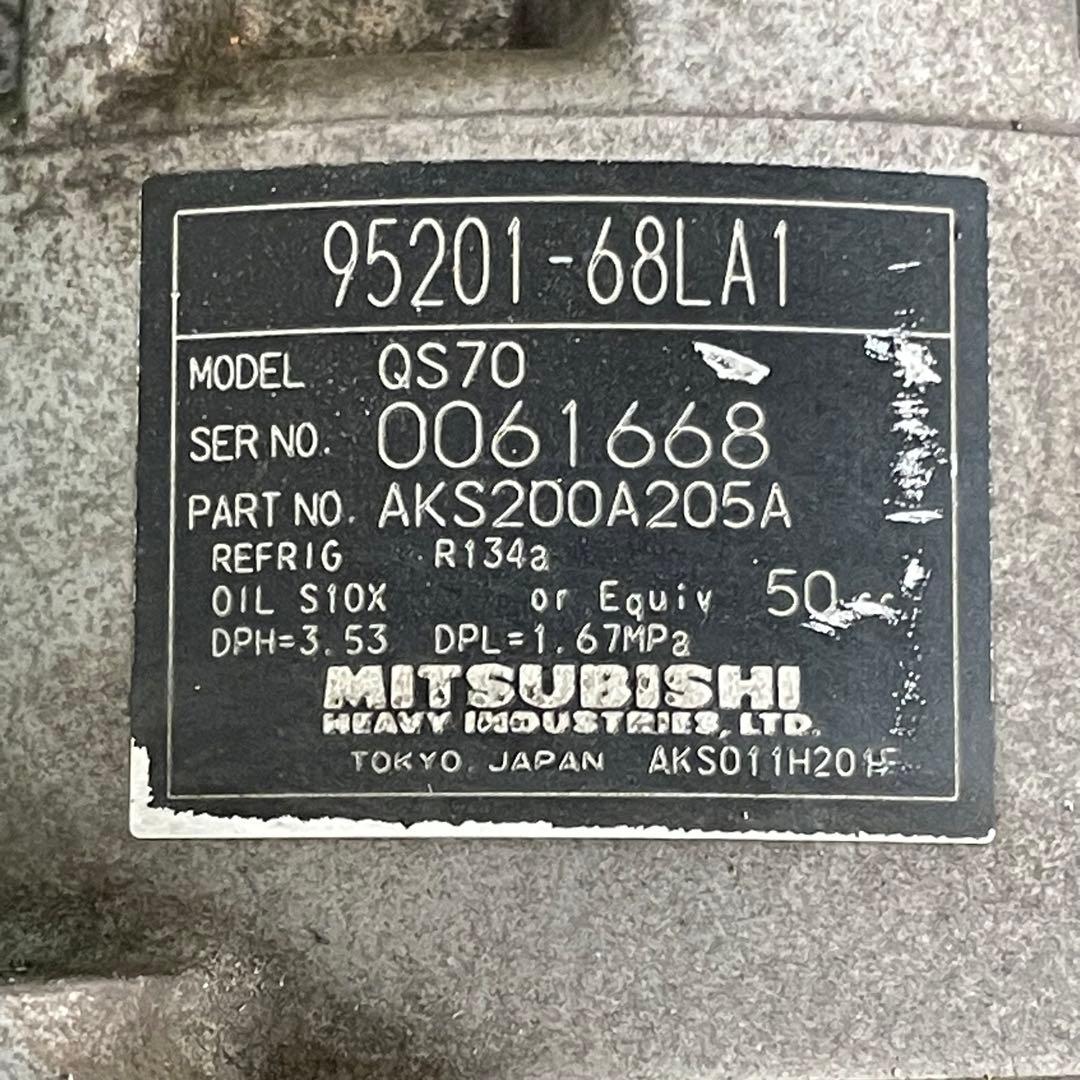 95201-68LA1
MODEL QS70
SER NO. 0061668
PART NO. AKS200A205A
REFRIG R134a
OIL S10X or Equiv 50 cc
DPH=3.53 DPL=1.67MPa
MITSUBISHI
HEAVY INDUSTRIES, LTD.
TOKYO, JAPAN